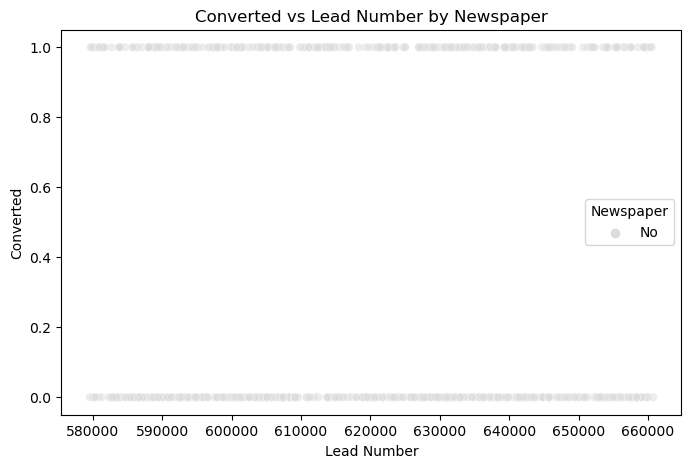 Converted vs Lead Number by Newspaper
1.0
0.8
0.6
0.4
0.2
0.0
Converted
Newspaper
No
580000 590000 600000 610000 620000 630000 640000 650000 660000
Lead Number